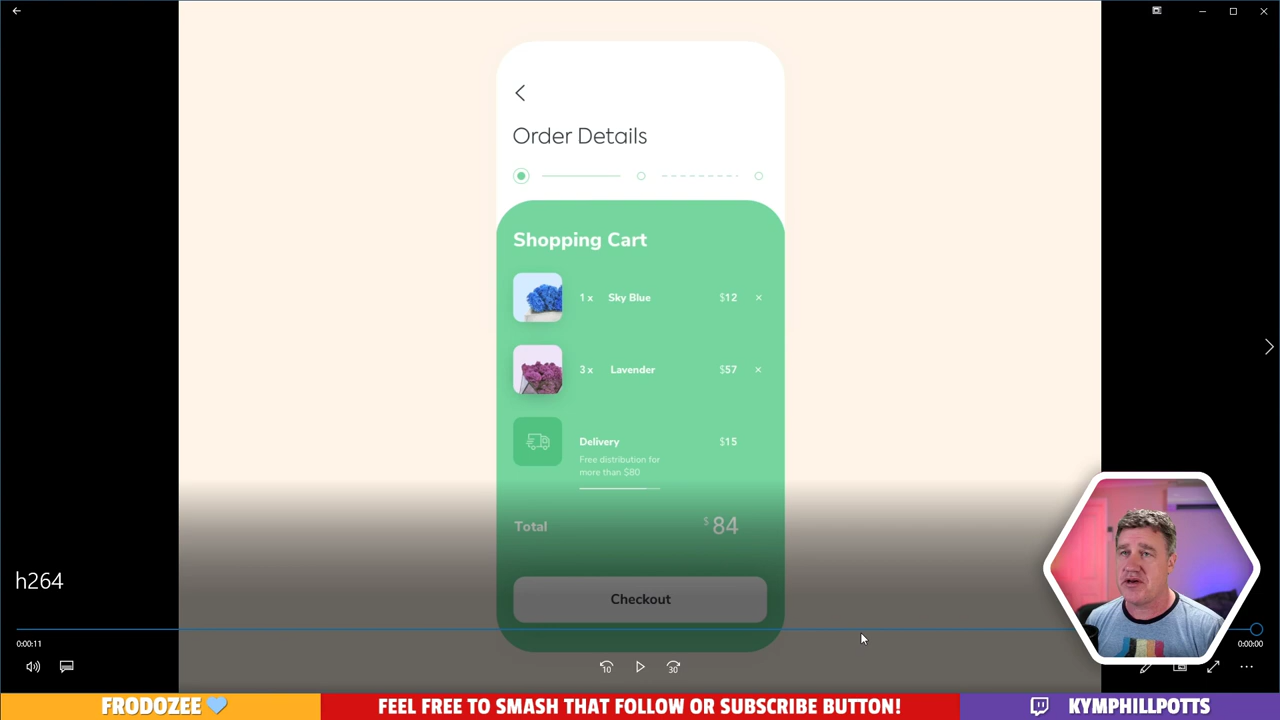 Order Details
Shopping Cart
1 x Sky Blue $12 ×
3 x Lavender $57 ×
Delivery $15
Free distribution for
more than $80
Total $ 84
Checkout
h264
0:00:11 0:00:00
10 30
FRODOZEE FEEL FREE TO SMASH THAT FOLLOW OR SUBSCRIBE BUTTON! KYMPHILLPOTTS